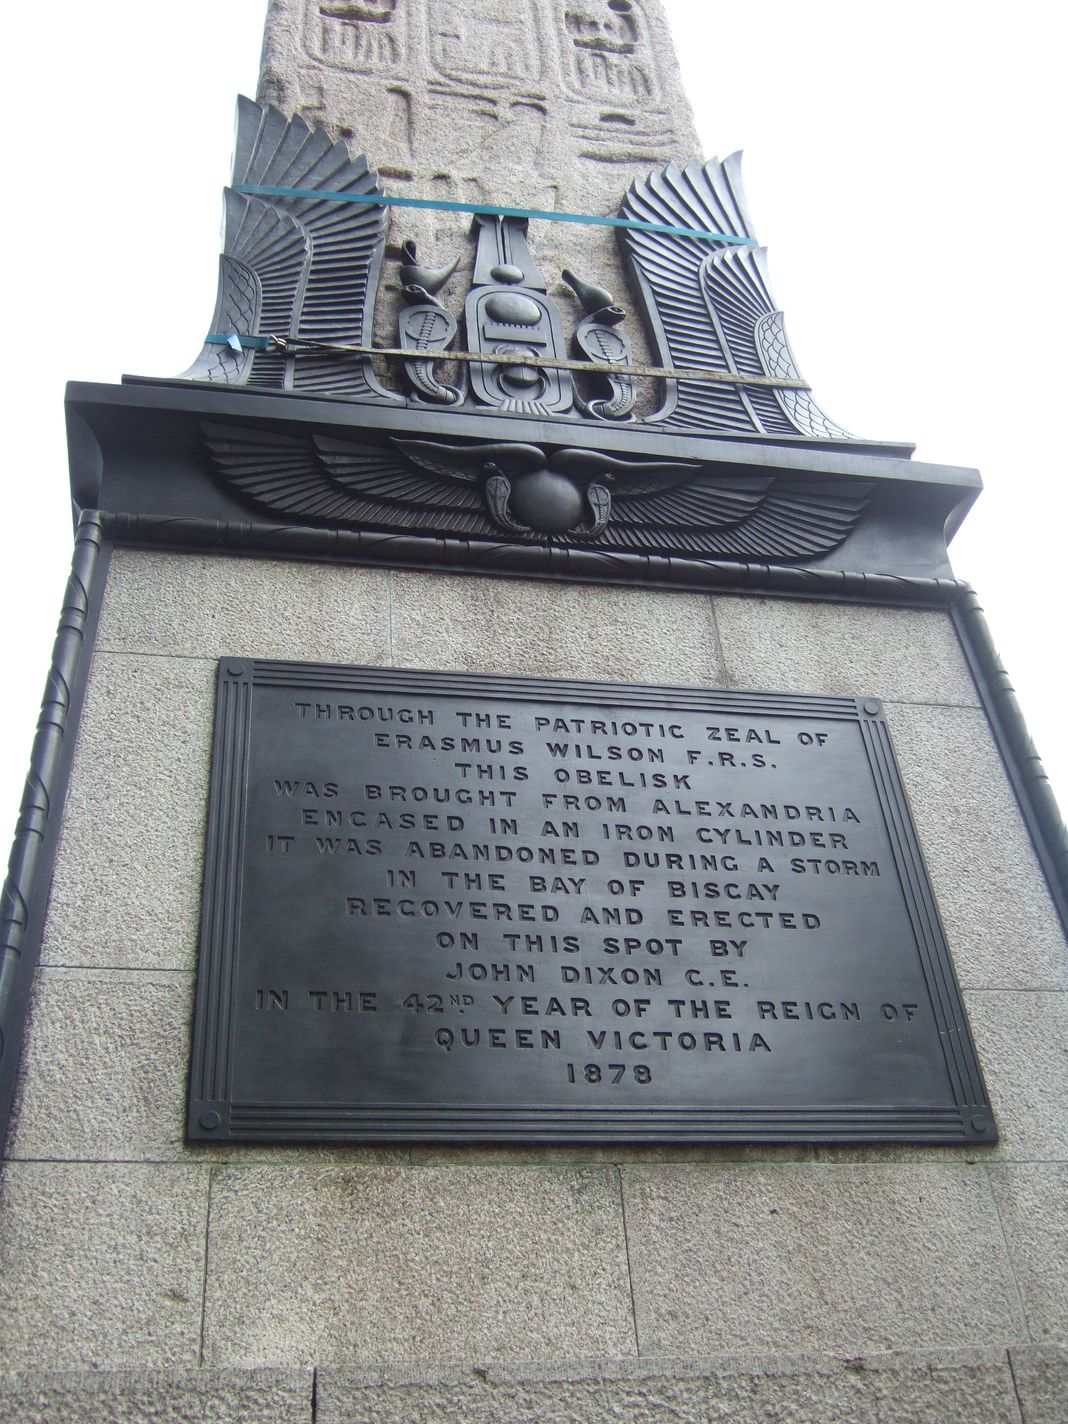 THROUGH THE PATRIOTIC ZEAL OF
ERASMUS WILSON F.R.S.
THIS OBELISK
WAS BROUGHT FROM ALEXANDRIA
ENCASED IN AN IRON CYLINDER
IT WAS ABANDONED DURING A STORM
IN THE BAY OF BISCAY
RECOVERED AND ERECTED
ON THIS SPOT BY
JOHN DIXON C.E.
IN THE 42ND YEAR OF THE REIGN OF
QUEEN VICTORIA
1878